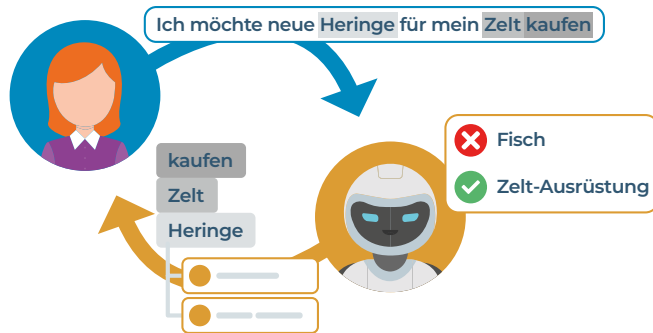 Ich möchte neue Heringe für mein Zelt kaufen
Fisch
Zelt-Ausrüstung
kaufen
Zelt
Heringe